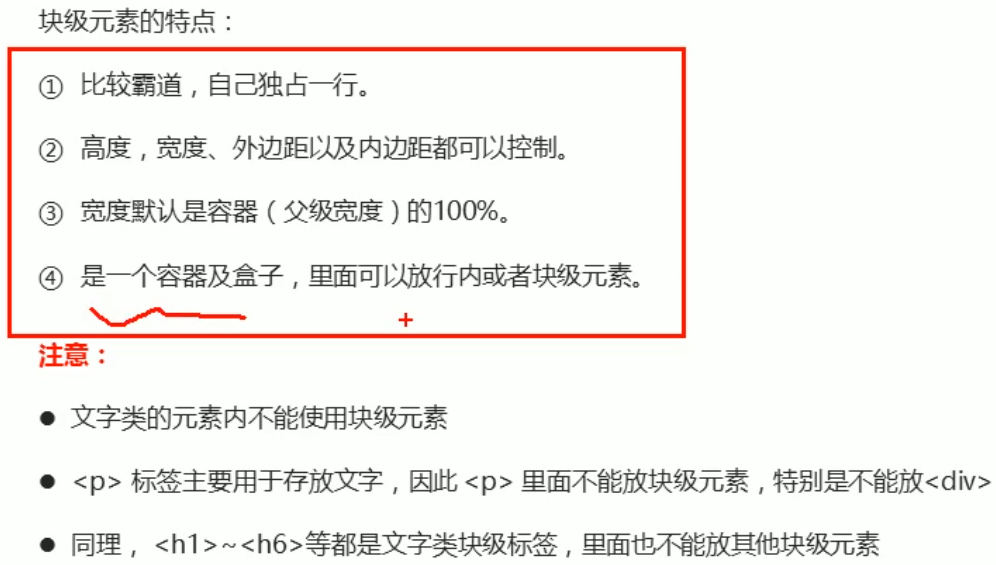 块级元素的特点：
① 比较霸道，自己独占一行。
② 高度，宽度、外边距以及内边距都可以控制。
③ 宽度默认是容器（父级宽度）的100%。
④ 是一个容器及盒子，里面可以放行内或者块级元素。
注意：
● 文字类的元素内不能使用块级元素
● <p> 标签主要用于存放文字，因此 <p> 里面不能放块级元素，特别是不能放<div>
● 同理， <h1>~<h6>等都是文字类块级标签，里面也不能放其他块级元素